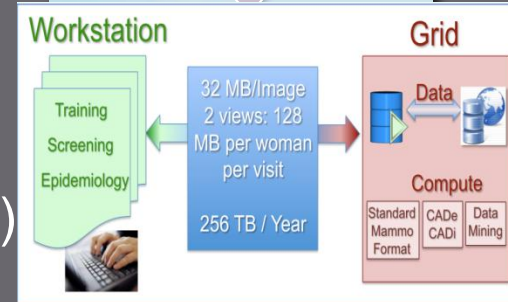 Workstation
Training
Screening
Epidemiology
)
32 MB/Image
2 views: 128
MB per woman
per visit
256 TB / Year
Grid
Data
Compute
Standard
Mammo
Format
CADe
CADi
Data
Mining